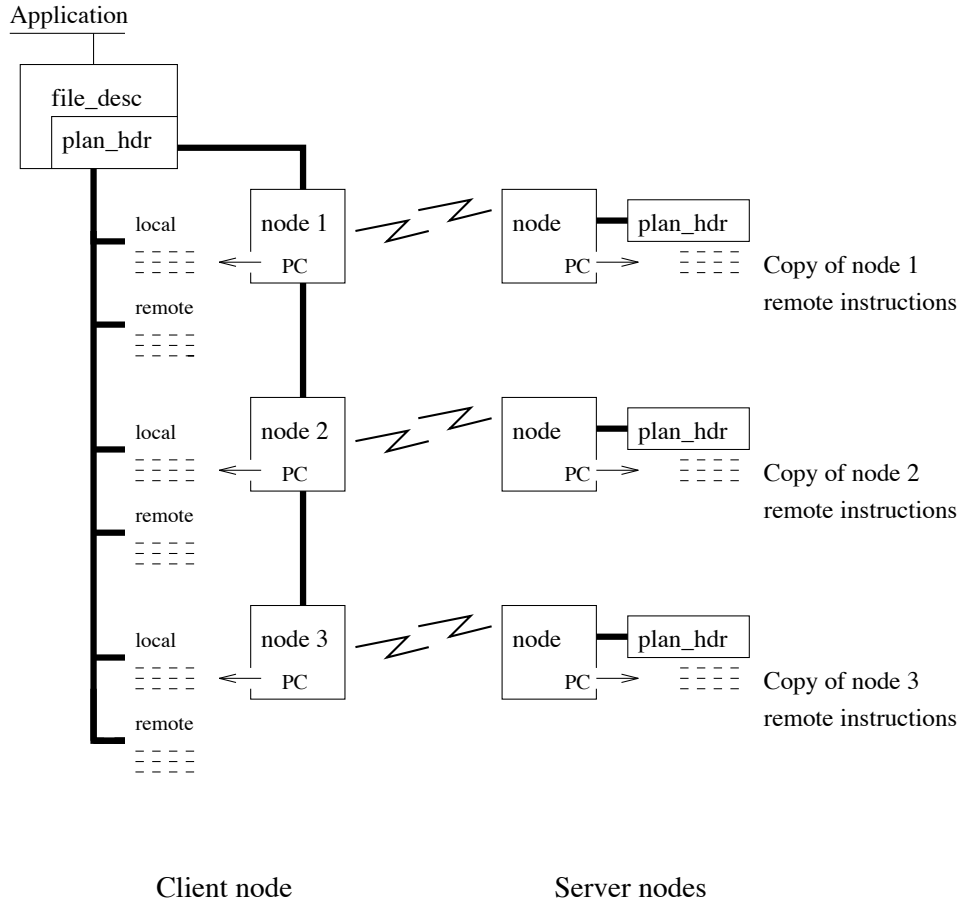 Application
file_desc
plan_hdr
local
node 1
node
plan_hdr
PC
PC
Copy of node 1
remote instructions
remote
local
node 2
node
plan_hdr
PC
PC
Copy of node 2
remote instructions
remote
local
node 3
node
plan_hdr
PC
PC
Copy of node 3
remote instructions
remote
Client node
Server nodes